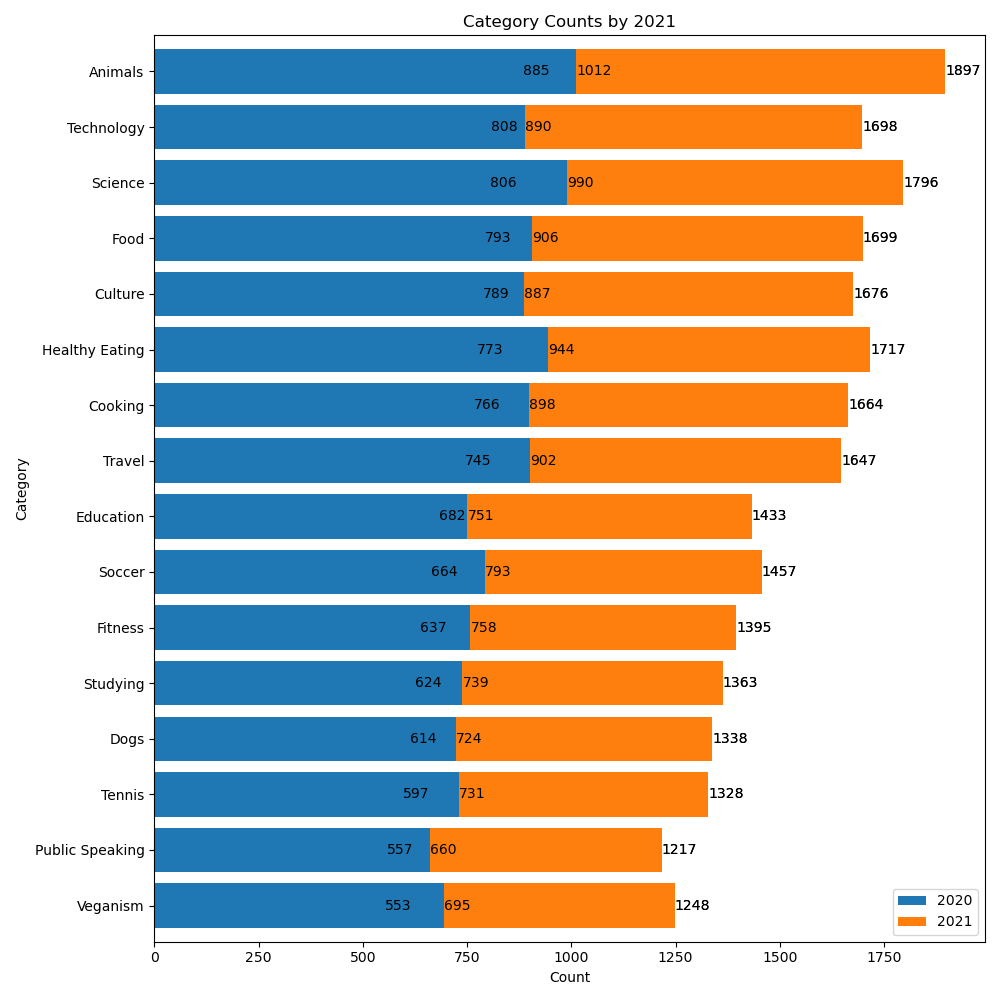 Category Counts by 2021
Animals 885 1012 1897
Technology 808 890 1698
Science 806 990 1796
Food 793 906 1699
Culture 789 887 1676
Healthy Eating 773 944 1717
Cooking 766 898 1664
Travel 745 902 1647
Category
Education 682 751 1433
Soccer 664 793 1457
Fitness 637 758 1395
Studying 624 739 1363
Dogs 614 724 1338
Tennis 597 731 1328
Public Speaking 557 660 1217
Veganism 553 695 1248
2020
2021
0 250 500 750 1000 1250 1500 1750
Count